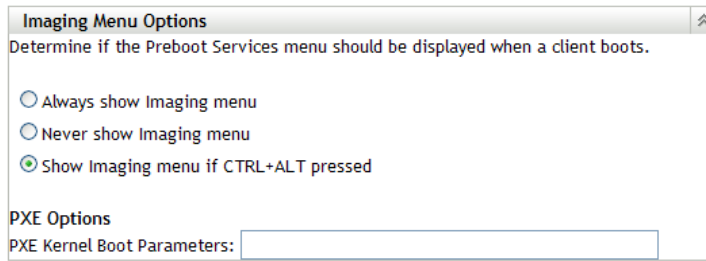 Imaging Menu Options
Determine if the Preboot Services menu should be displayed when a client boots.
Always show Imaging menu
Never show Imaging menu
Show Imaging menu if CTRL+ALT pressed
PXE Options
PXE Kernel Boot Parameters: